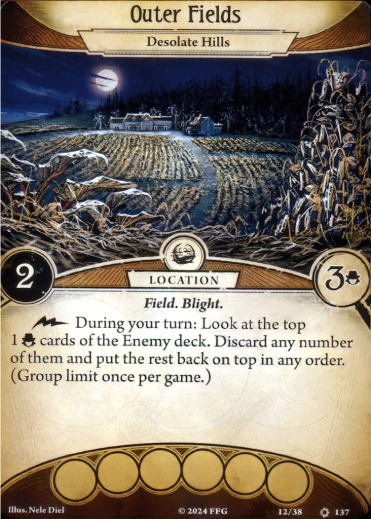 Outer Fields
Desolate Hills
2
3
LOCATION
Field. Blight.
During your turn: Look at the top
1 cards of the Enemy deck. Discard any number
of them and put the rest back on top in any order.
(Group limit once per game.)
Illus. Nele Diel
© 2024 FFG
12/38
137